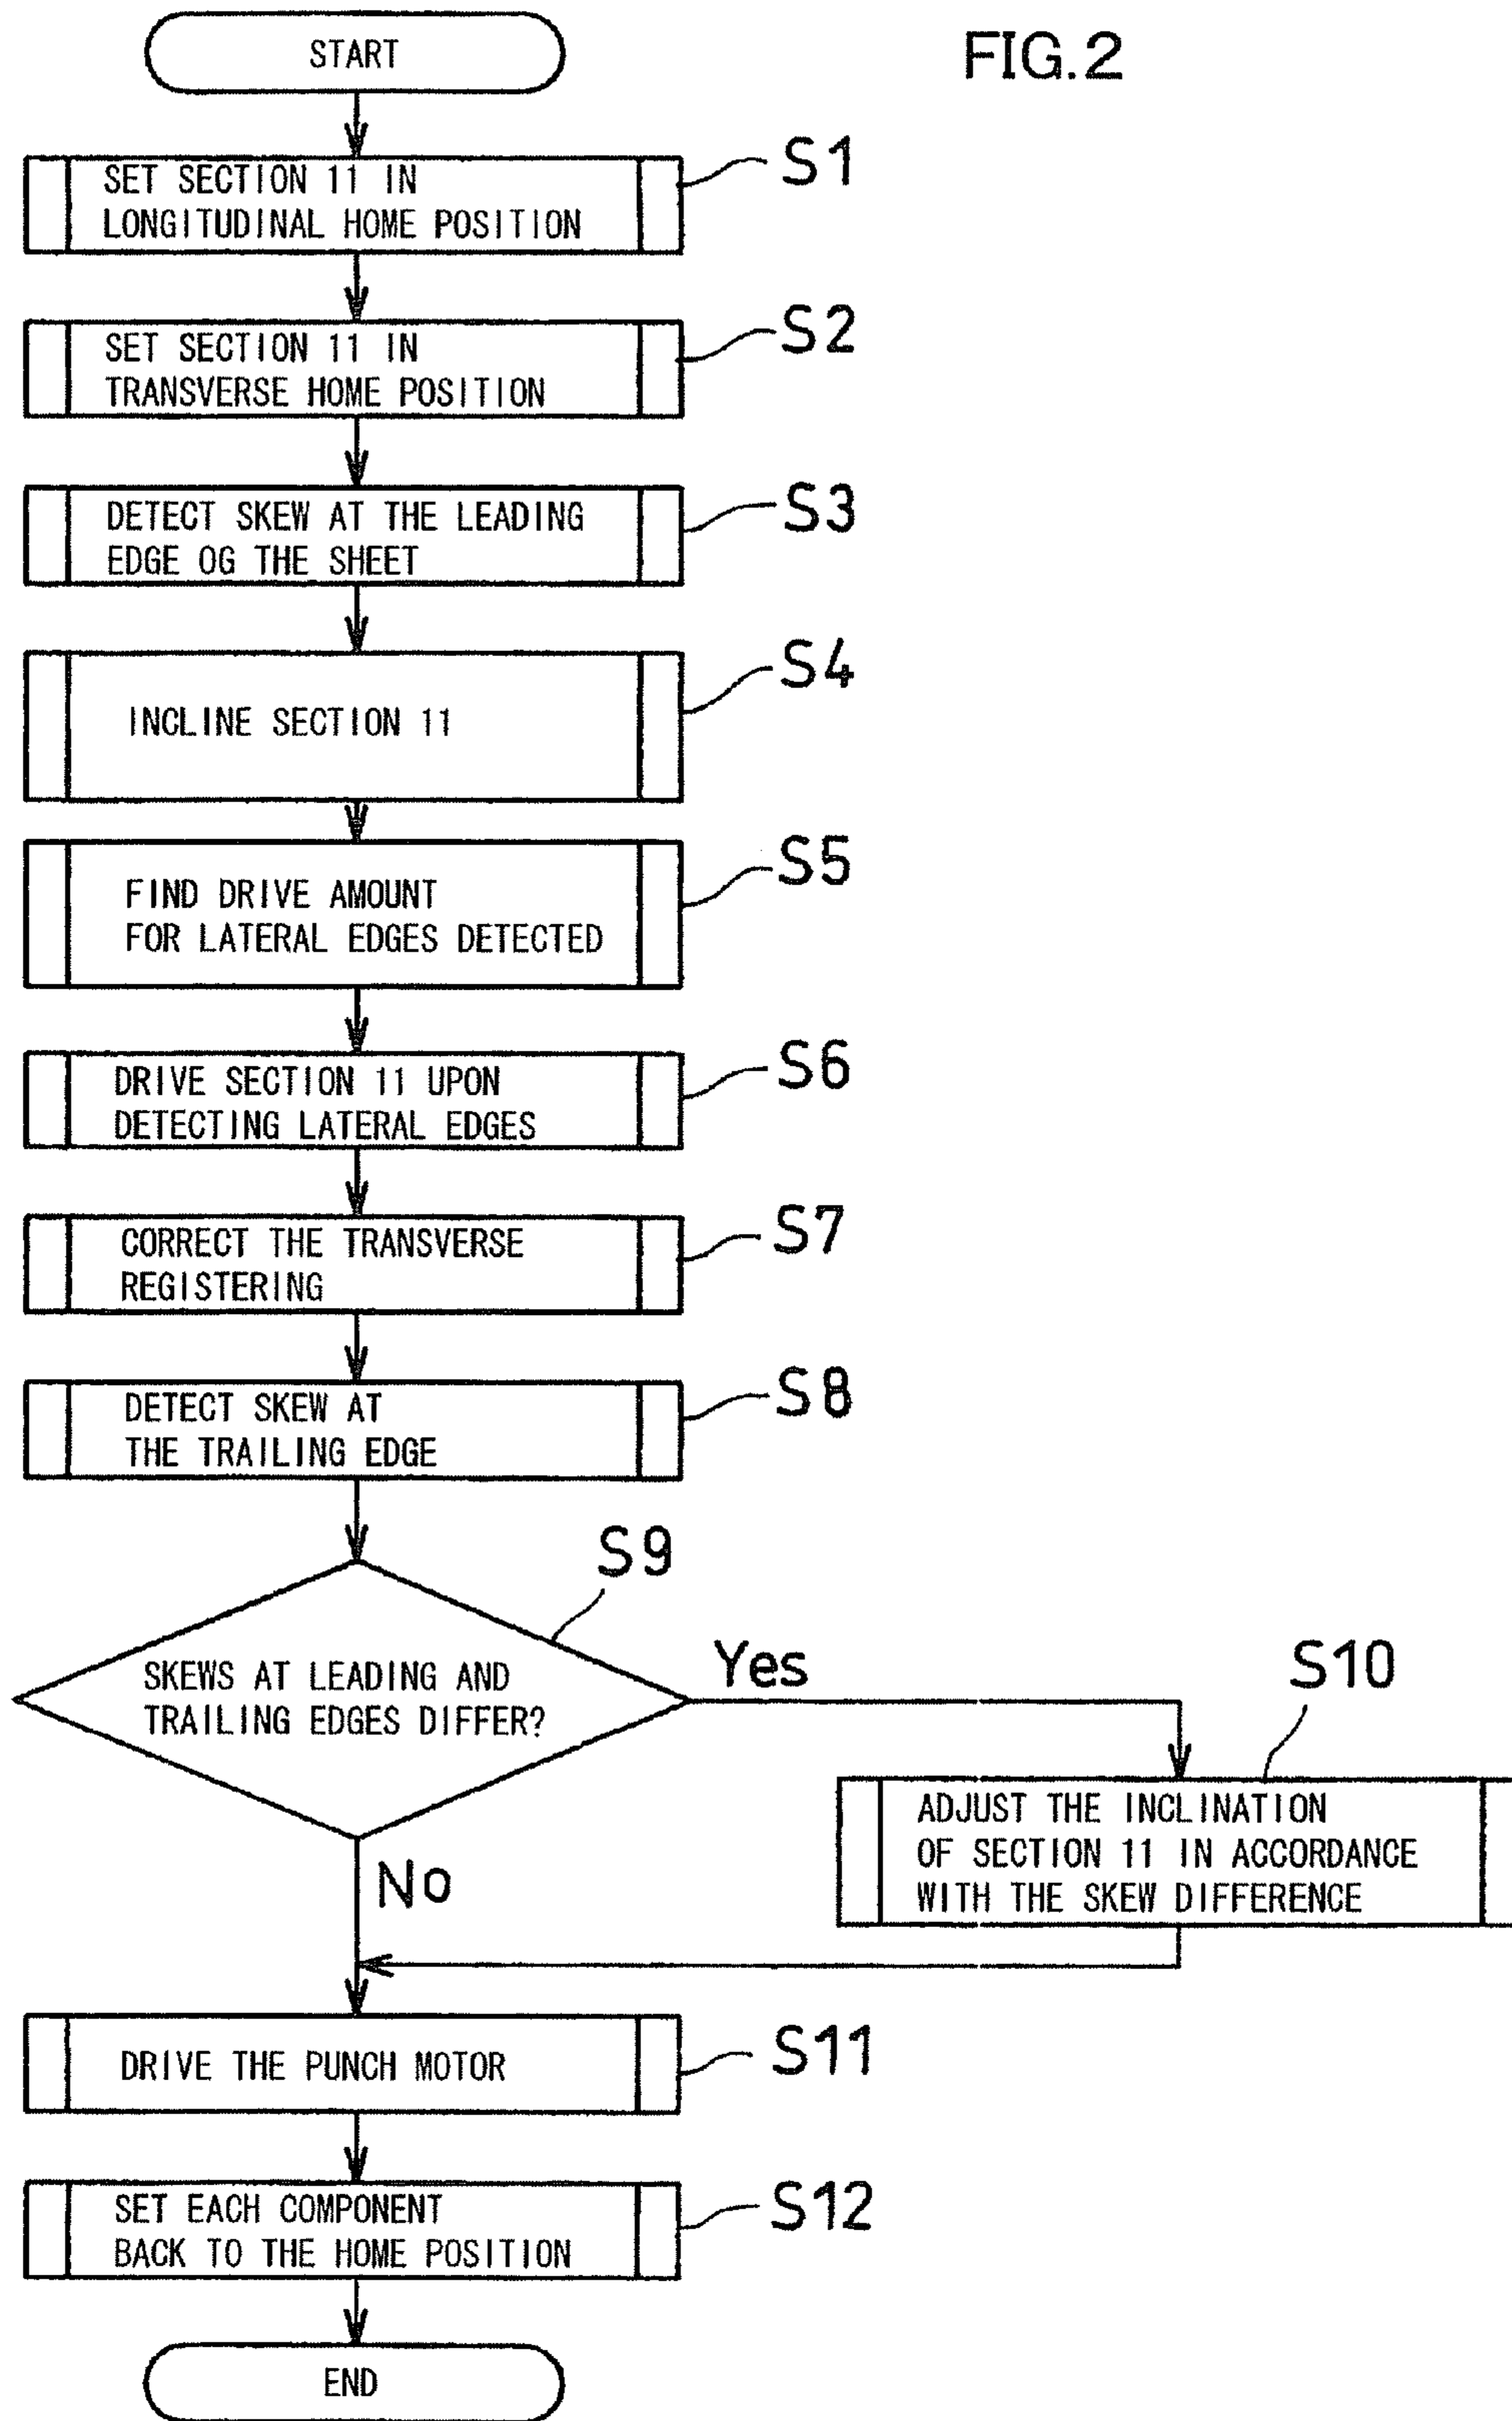 FIG.2
START
SET SECTION 11 IN
LONGITUDINAL HOME POSITION
S1
SET SECTION 11 IN
TRANSVERSE HOME POSITION
S2
DETECT SKEW AT THE LEADING
EDGE OG THE SHEET
S3
INCLINE SECTION 11
S4
FIND DRIVE AMOUNT
FOR LATERAL EDGES DETECTED
S5
DRIVE SECTION 11 UPON
DETECTING LATERAL EDGES
S6
CORRECT THE TRANSVERSE
REGISTERING
S7
DETECT SKEW AT
THE TRAILING EDGE
S8
SKEWS AT LEADING AND
TRAILING EDGES DIFFER?
S9
Yes
No
ADJUST THE INCLINATION
OF SECTION 11 IN ACCORDANCE
WITH THE SKEW DIFFERENCE
S10
DRIVE THE PUNCH MOTOR
S11
SET EACH COMPONENT
BACK TO THE HOME POSITION
S12
END